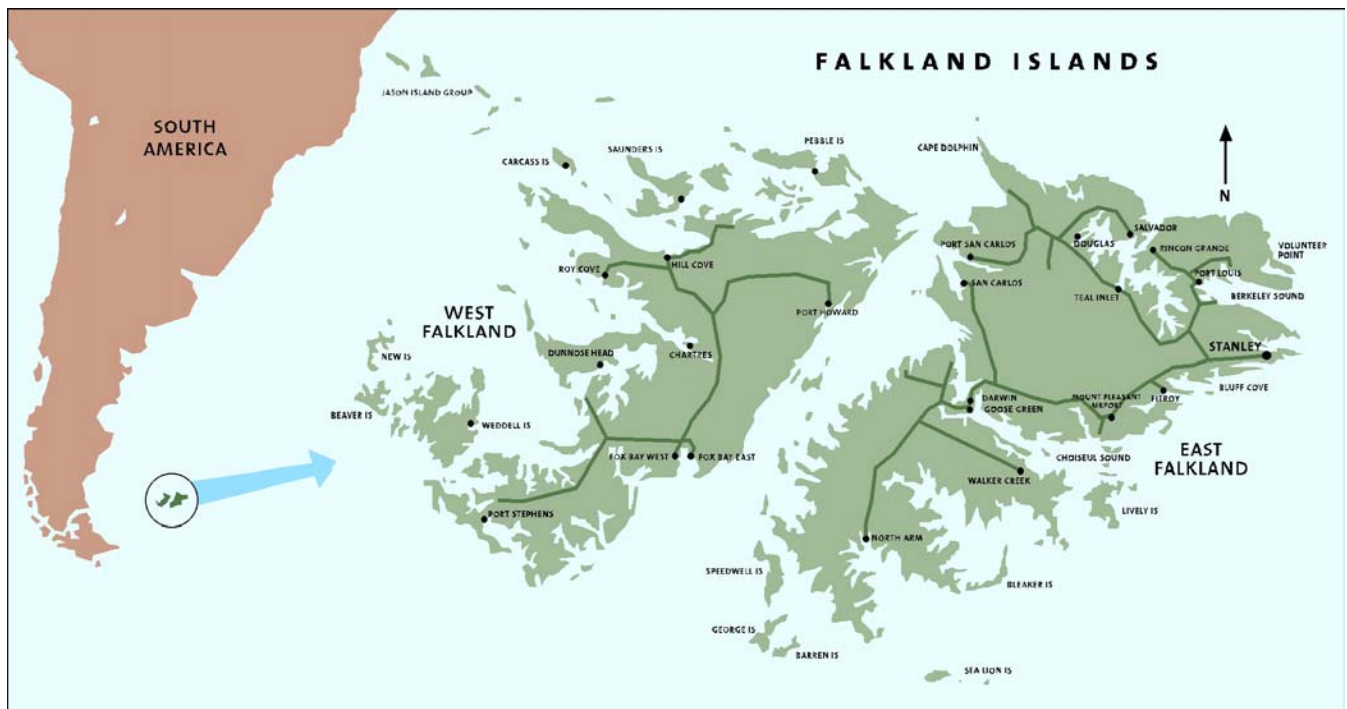 FALKLAND ISLANDS
SOUTH
AMERICA
JASON ISLAND GROUP
CARCASS IS
SAUNDERS IS
PEBBLE IS
CAPE DOLPHIN
N
PORT SAN CARLOS
DOUGLAS
SALVADOR
RINCON GRANDE
VOLUNTEER
POINT
ROY COVE
HILL COVE
SAN CARLOS
TEAL INLET
PORT LOUIS
BERKELEY SOUND
WEST
FALKLAND
PORT HOWARD
NEW IS
DUNNOSE HEAD
CHARTRES
STANLEY
BLUFF COVE
BEAVER IS
WEDDELL IS
DARWIN
GOOSE GREEN
MOUNT PLEASANT
AIRPORT
FITROY
FOX BAY WEST
FOX BAY EAST
CHOISEUL SOUND
EAST
FALKLAND
WALKER CREEK
PORT STEPHENS
LIVELY IS
NORTH ARM
SPEEDWELL IS
BLEAKER IS
GEORGE IS
BARREN IS
SEA LION IS